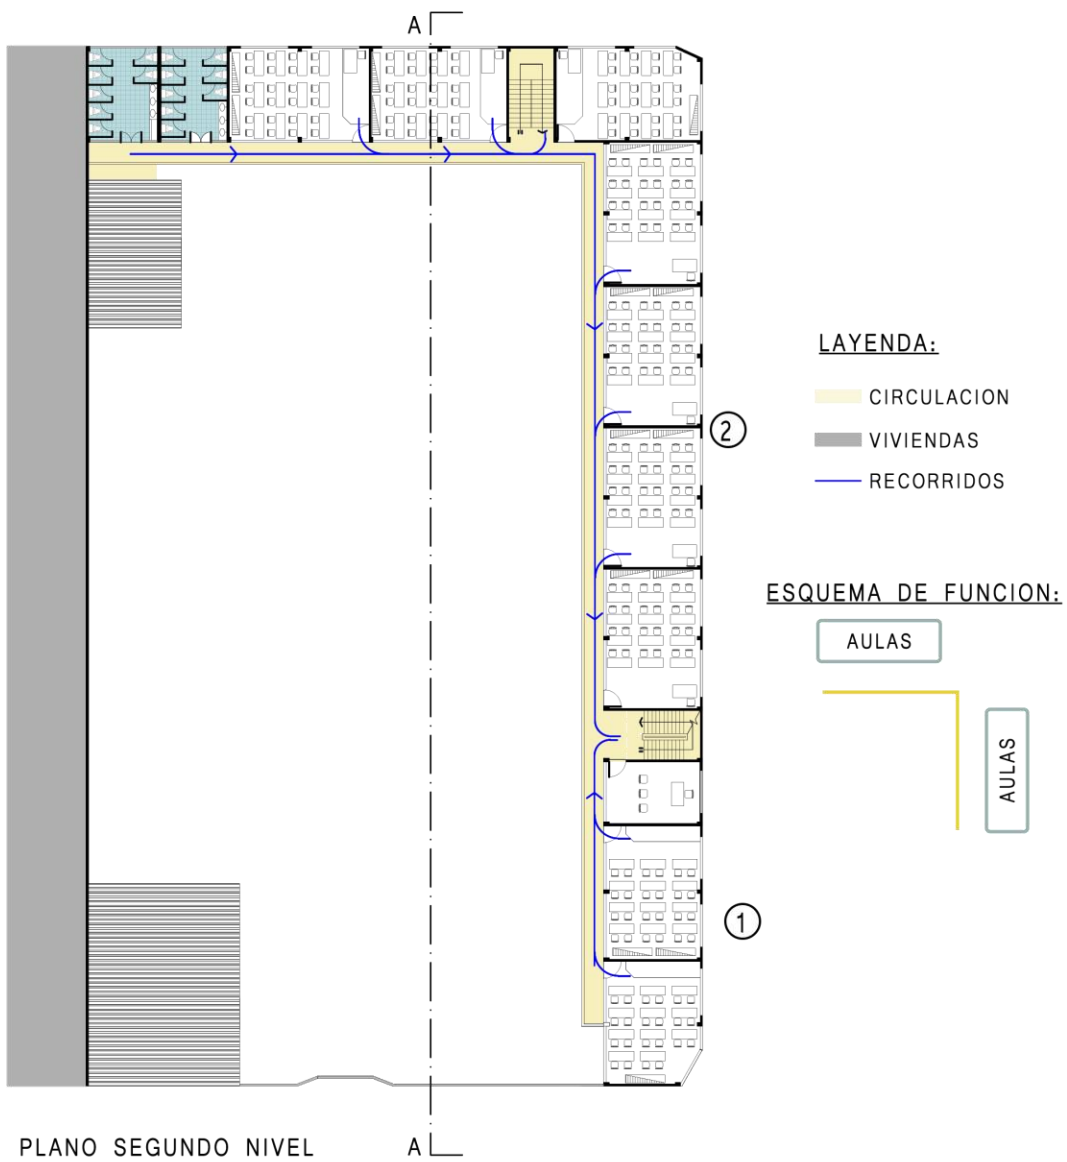 A
LAYENDA:
CIRCULACION
2
VIVIENDAS
RECORRIDOS
ESQUEMA DE FUNCION:
AULAS
AULAS
1
PLANO SEGUNDO NIVEL
A